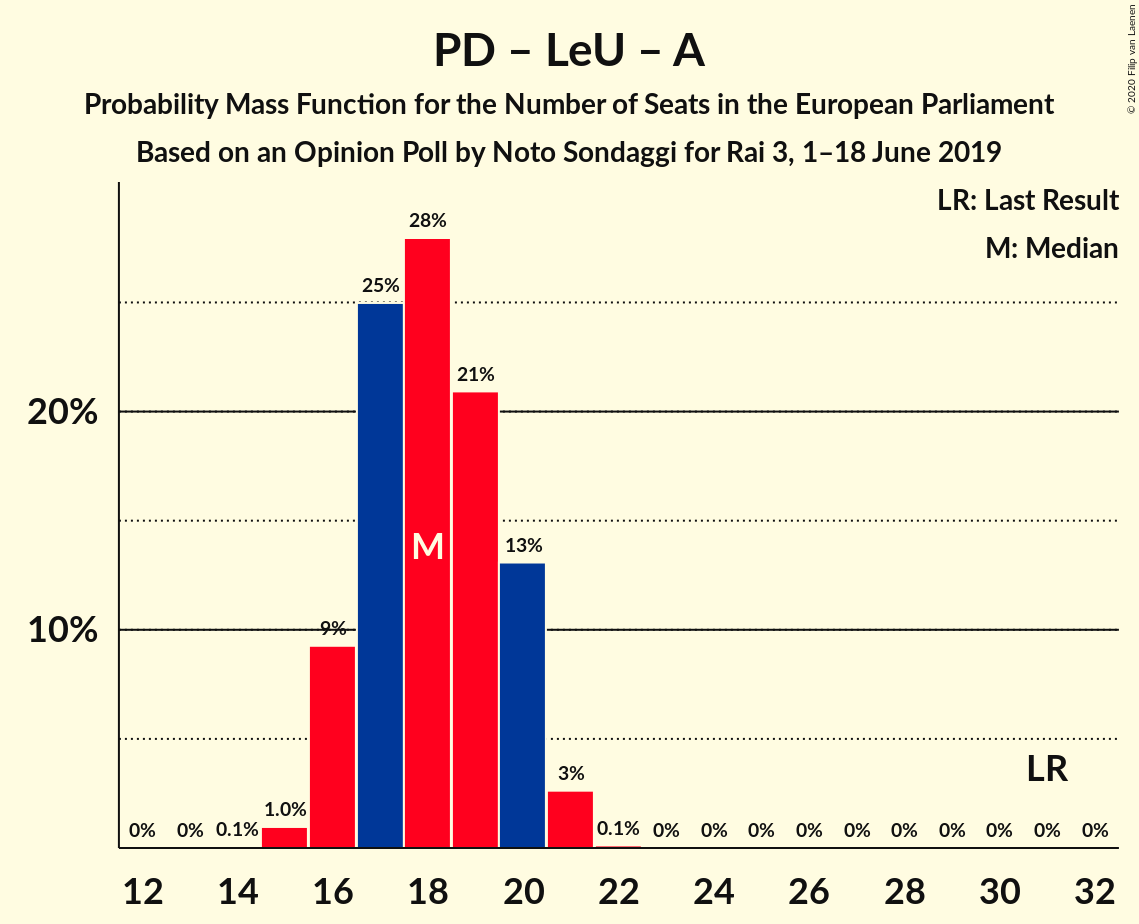 PD – LeU – A
Probability Mass Function for the Number of Seats in the European Parliament
Based on an Opinion Poll by Noto Sondaggi for Rai 3, 1–18 June 2019
© 2020 Filip van Laenen
LR: Last Result
M: Median
28%
25%
21%
20%
M
13%
10%
9%
LR
3%
1.0%
0% 0% 0.1% 0.1% 0% 0% 0% 0% 0% 0% 0% 0% 0% 0%
12 14 16 18 20 22 24 26 28 30 32